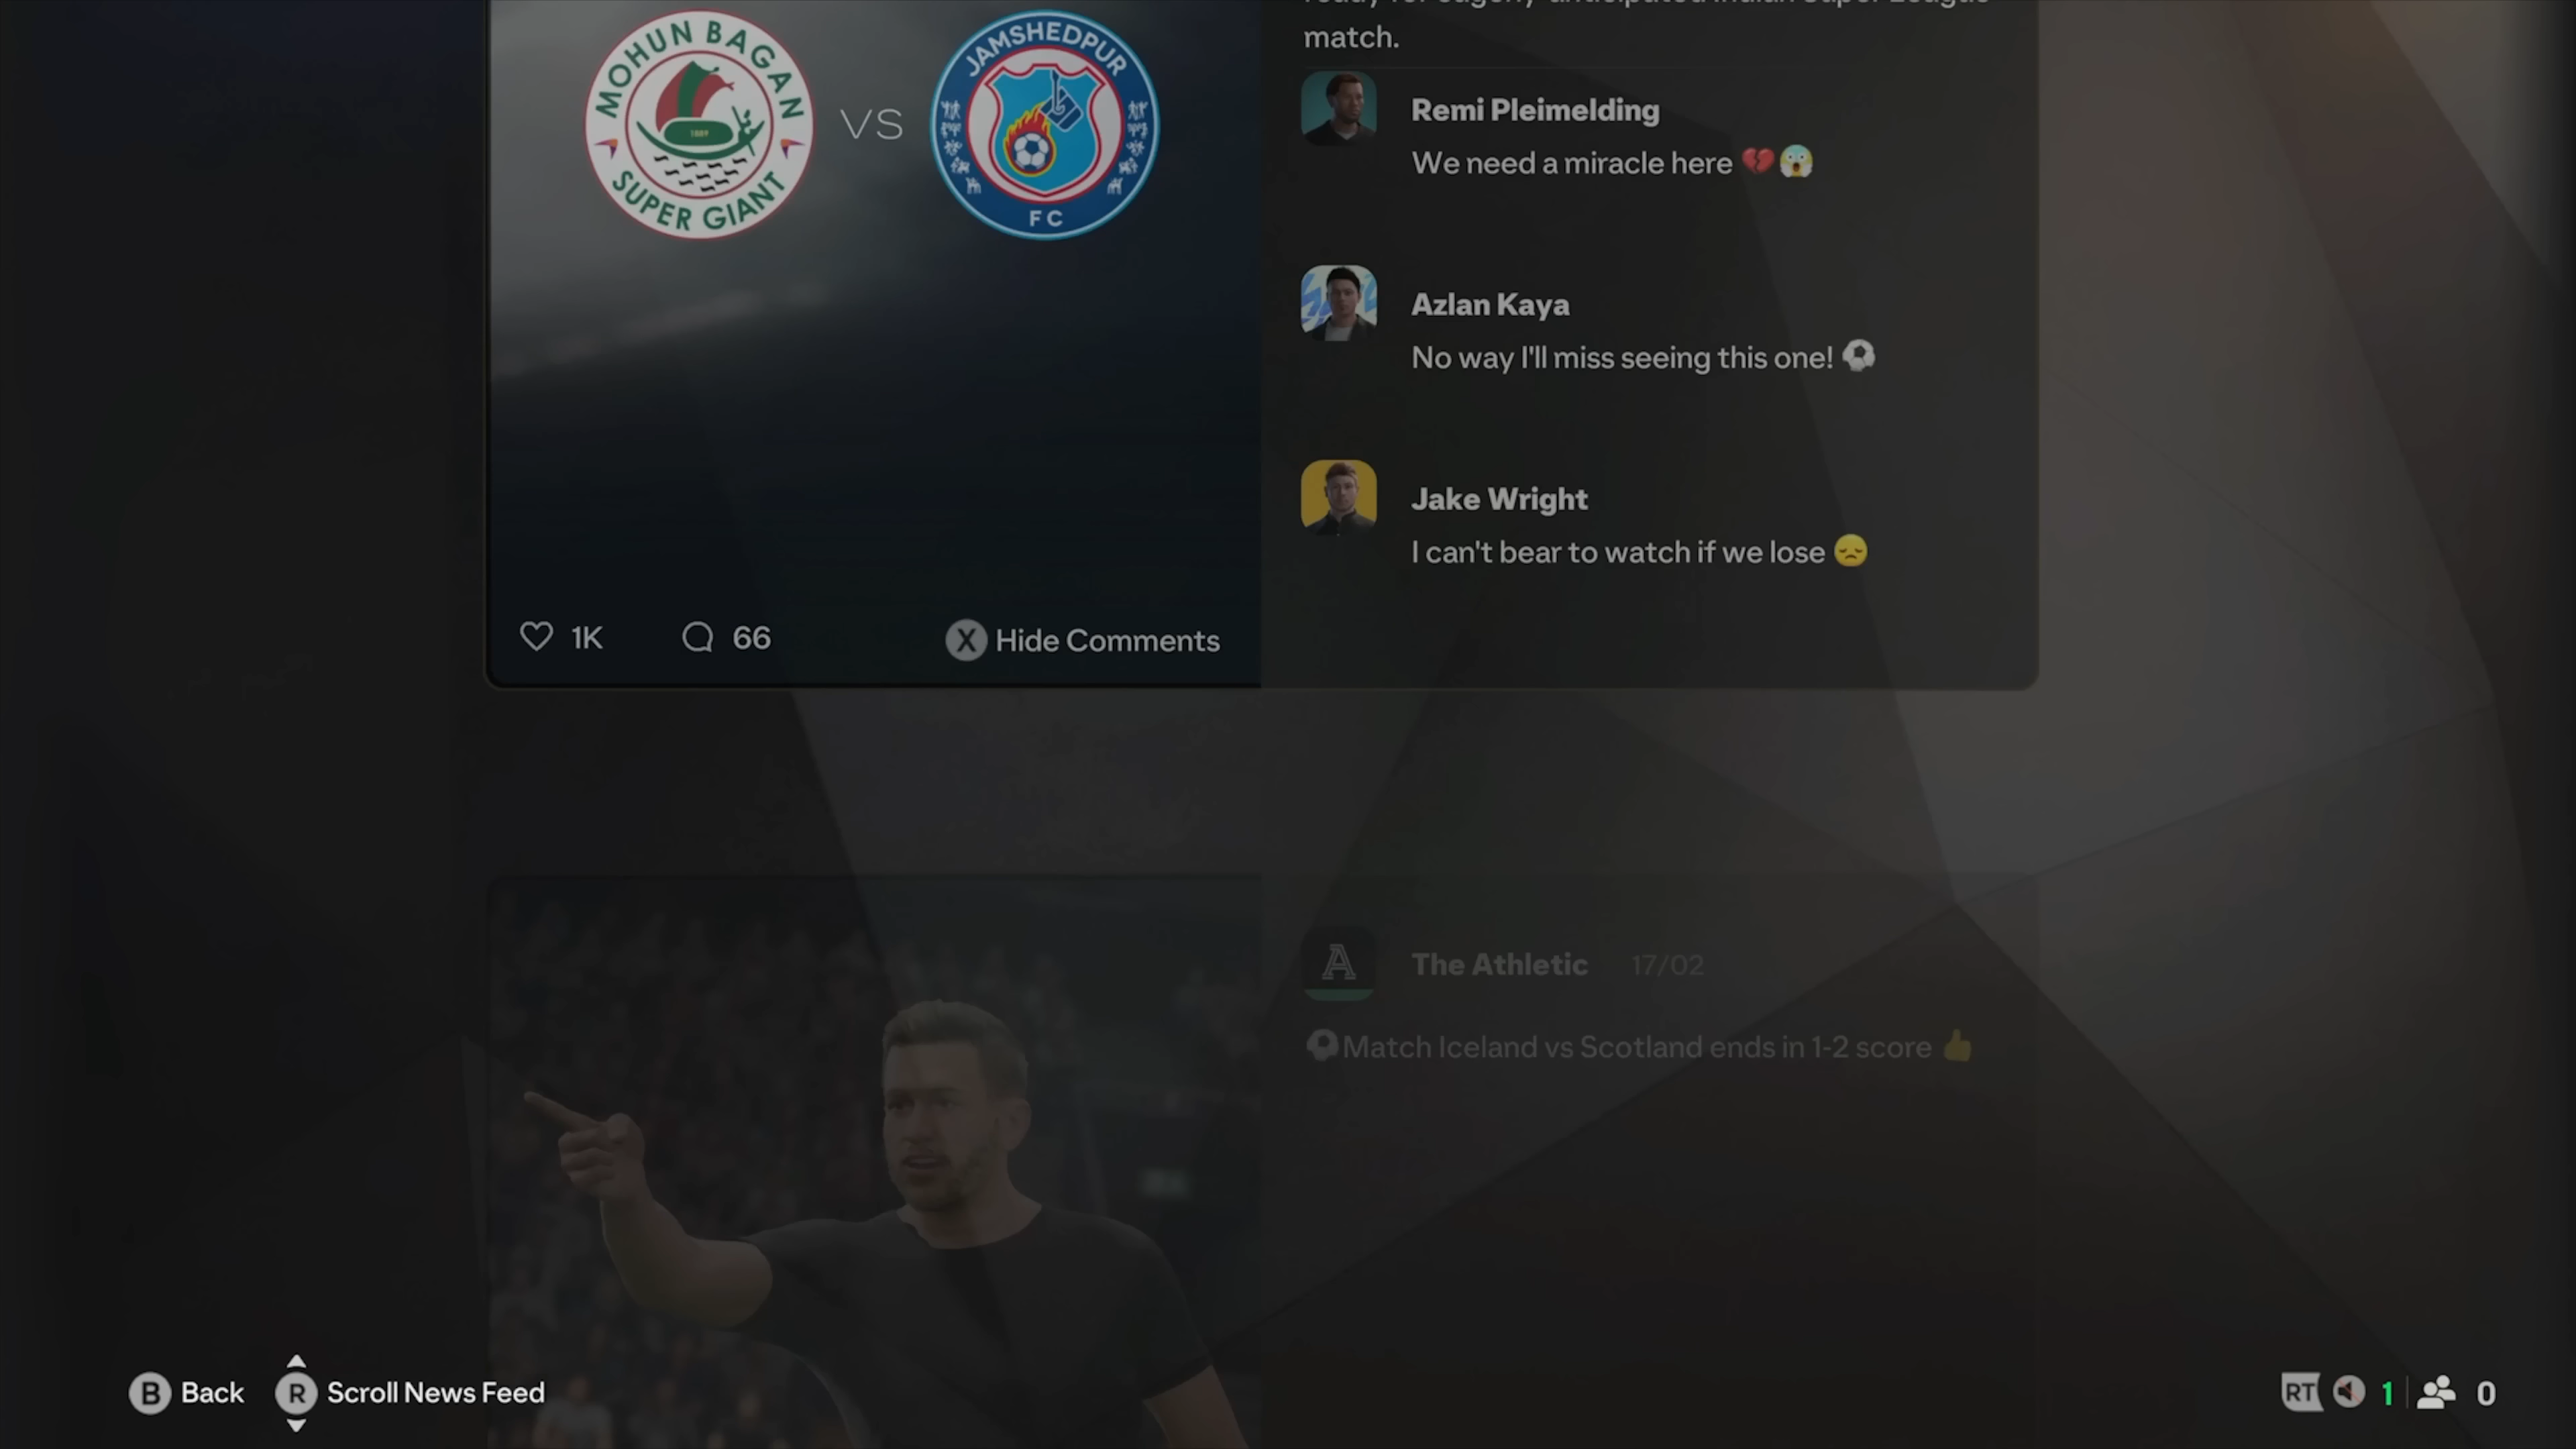 match.
MOHUN BAGAN
SUPER GIANT
1889
VS
JAMSHEDPUR
FC
Remi Pleimelding
We need a miracle here 💔😱
Azlan Kaya
No way I'll miss seeing this one! ⚽
Jake Wright
I can't bear to watch if we lose 😞
1K
66
X Hide Comments
A
The Athletic 17/02
⚽Match Iceland vs Scotland ends in 1-2 score 👍
B Back
R Scroll News Feed
RT 1 0